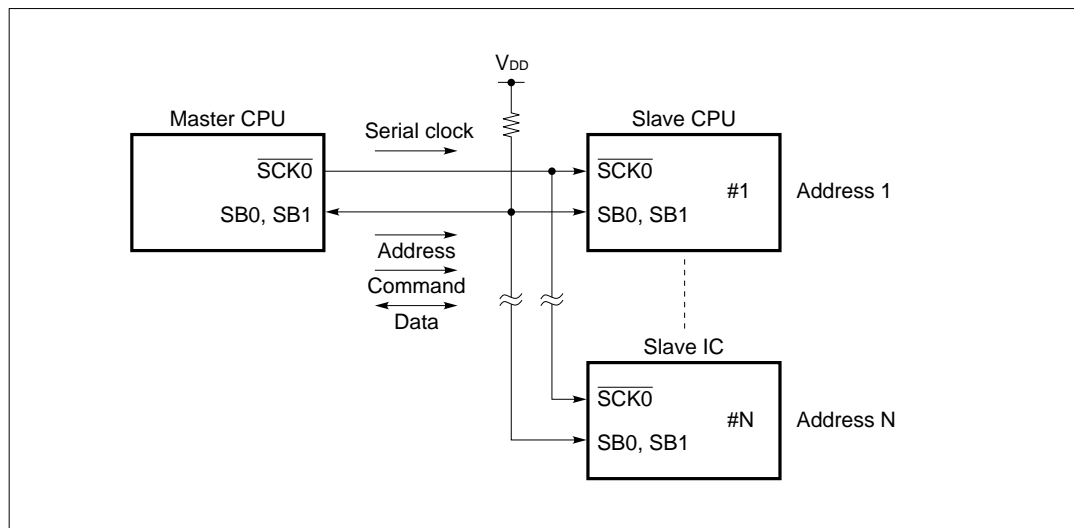 VDD
Master CPU
Serial clock
Slave CPU
SCK0
SCK0
#1
Address 1
SB0, SB1
SB0, SB1
Address
Command
Data
Slave IC
SCK0
#N
Address N
SB0, SB1